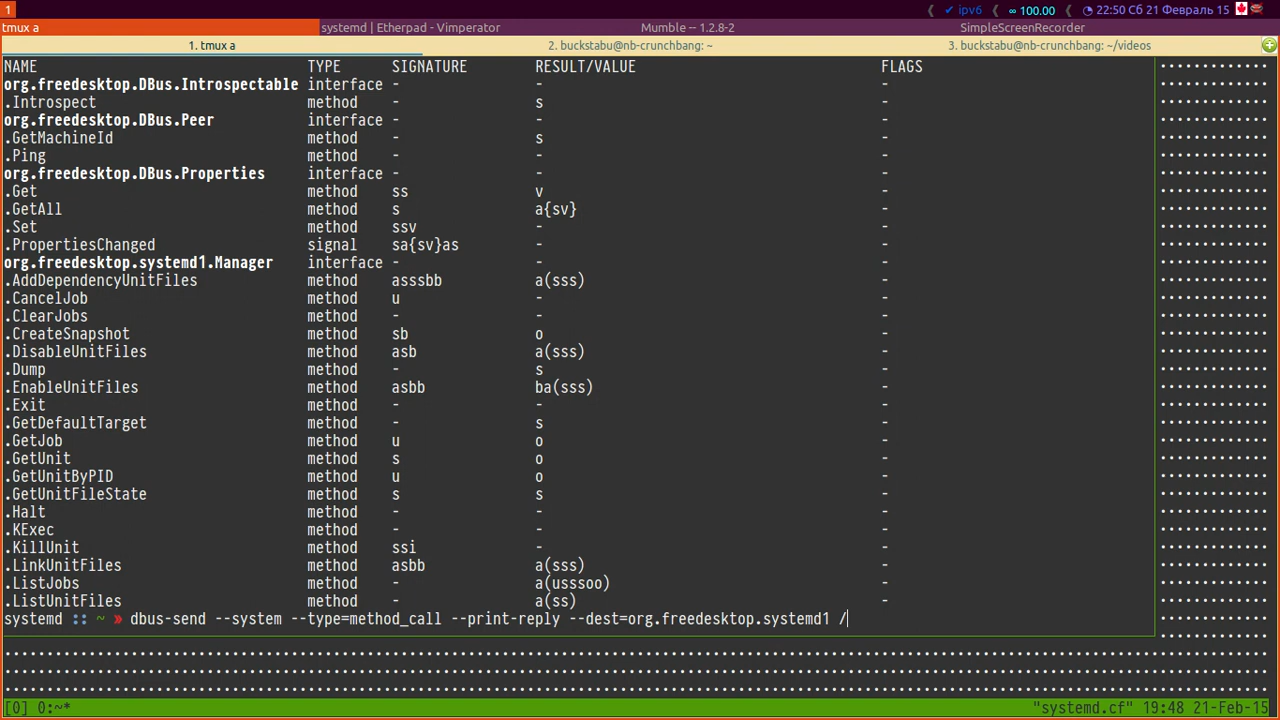 1 ✔ ipv6 ∞ 100.00 22:50 Сб 21 Февраль 15
tmux a systemd | Etherpad - Vimperator Mumble -- 1.2.8-2 SimpleScreenRecorder
1. tmux a 2. buckstabu@nb-crunchbang: ~ 3. buckstabu@nb-crunchbang: ~/videos
NAME TYPE SIGNATURE RESULT/VALUE FLAGS
org.freedesktop.DBus.Introspectable interface - - -
.Introspect method - s -
org.freedesktop.DBus.Peer interface - - -
.GetMachineId method - s -
.Ping method - - -
org.freedesktop.DBus.Properties interface - - -
.Get method ss v -
.GetAll method s a{sv} -
.Set method ssv - -
.PropertiesChanged signal sa{sv}as - -
org.freedesktop.systemd1.Manager interface - - -
.AddDependencyUnitFiles method asssbb a(sss) -
.CancelJob method u - -
.ClearJobs method - - -
.CreateSnapshot method sb o -
.DisableUnitFiles method asb a(sss) -
.Dump method - s -
.EnableUnitFiles method asbb ba(sss) -
.Exit method - - -
.GetDefaultTarget method - s -
.GetJob method u o -
.GetUnit method s o -
.GetUnitByPID method u o -
.GetUnitFileState method s s -
.Halt method - - -
.KExec method - - -
.KillUnit method ssi - -
.LinkUnitFiles method asbb a(sss) -
.ListJobs method - a(usssoo) -
.ListUnitFiles method - a(ss) -
systemd :: ~ » dbus-send --system --type=method_call --print-reply --dest=org.freedesktop.systemd1 /
[0] 0:~* "systemd.cf" 19:48 21-Feb-15